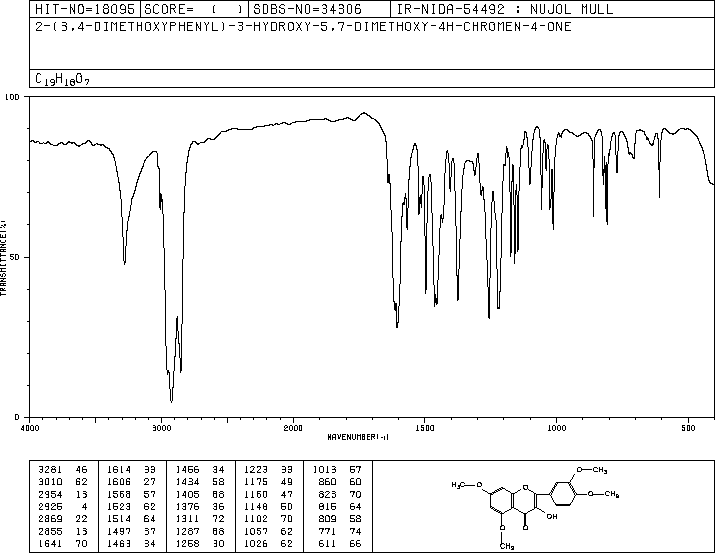 HIT-NO=18095 SCORE= ( ) SDBS-NO=34306 IR-NIDA-54492 : NUJOL MULL
2-(3,4-DIMETHOXYPHENYL)-3-HYDROXY-5,7-DIMETHOXY-4H-CHROMEN-4-ONE
C19H18O7
100
50
0
TRANSMITTANCE(%)
4000 3000 2000 1500 1000 500
WAVENUMBER(-1)
3281 46 1614 33 1456 34 1223 33 1013 57
3010 62 1606 27 1434 58 1175 49 860 60
2954 13 1568 57 1405 68 1160 47 823 70
2925 4 1523 62 1376 36 1148 50 815 64
2869 22 1514 64 1311 72 1102 70 809 58
2855 13 1497 37 1287 68 1057 62 771 74
1641 70 1463 34 1258 30 1026 62 611 66
O—CH3
H3C—O
O
O—CH3
OH
O
O
CH3